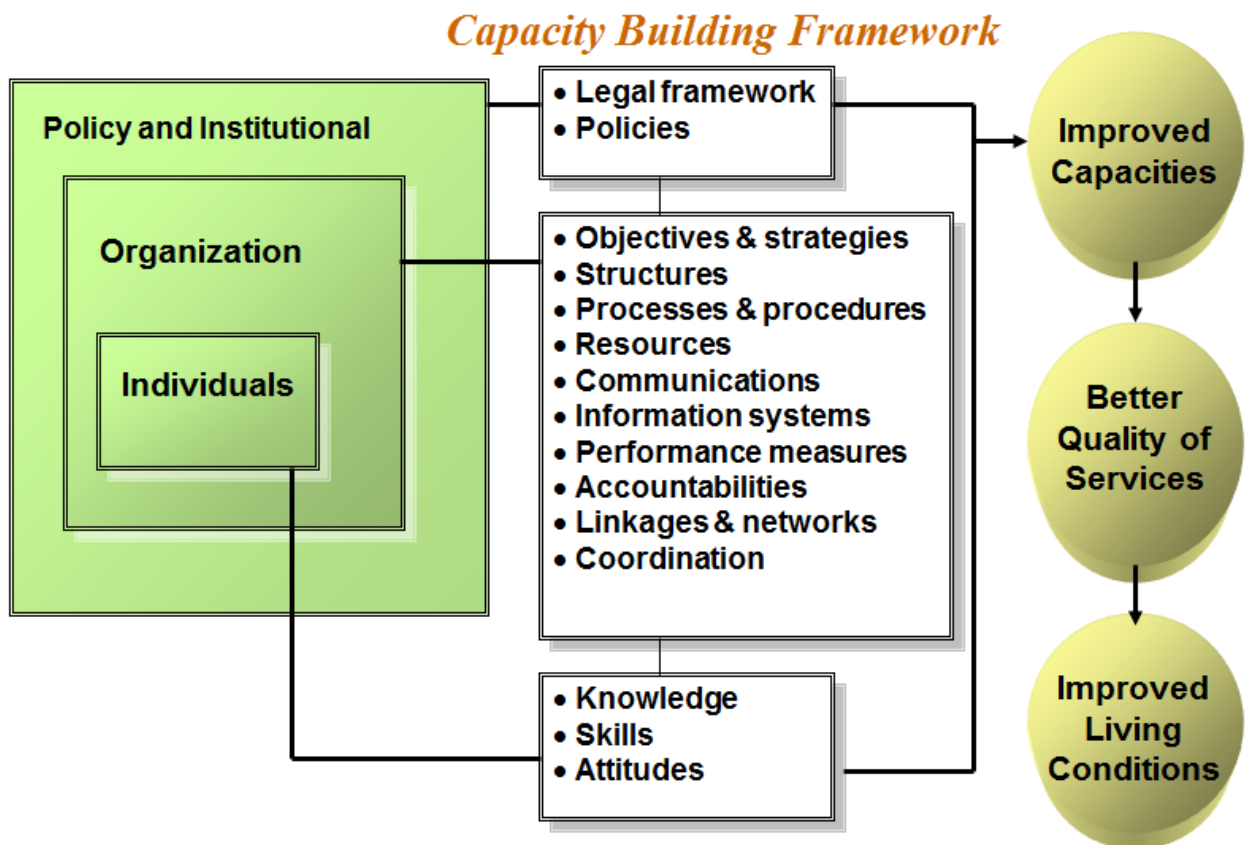 Capacity Building Framework
Policy and Institutional
Organization
Individuals
• Legal framework
• Policies
• Objectives & strategies
• Structures
• Processes & procedures
• Resources
• Communications
• Information systems
• Performance measures
• Accountabilities
• Linkages & networks
• Coordination
• Knowledge
• Skills
• Attitudes
Improved
Capacities
Better
Quality of
Services
Improved
Living
Conditions